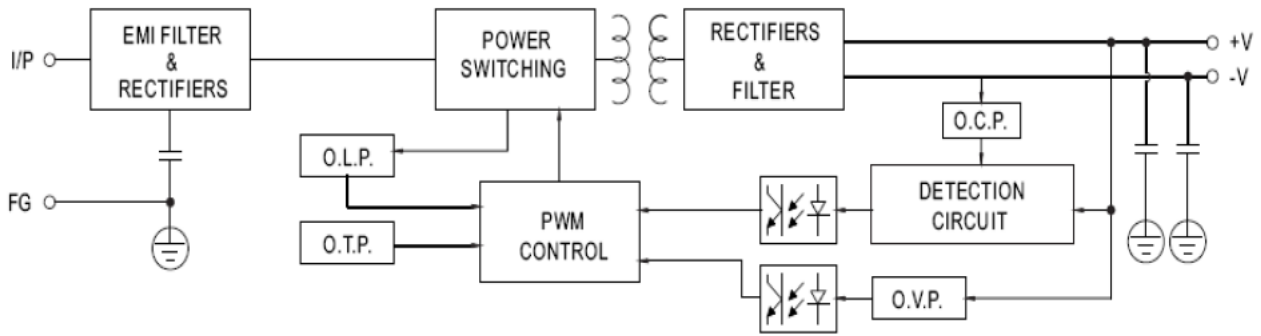 I/P
EMI FILTER
&
RECTIFIERS
POWER
SWITCHING
RECTIFIERS
&
FILTER
+V
-V
O.C.P.
O.L.P.
DETECTION
CIRCUIT
FG
PWM
CONTROL
O.T.P.
O.V.P.